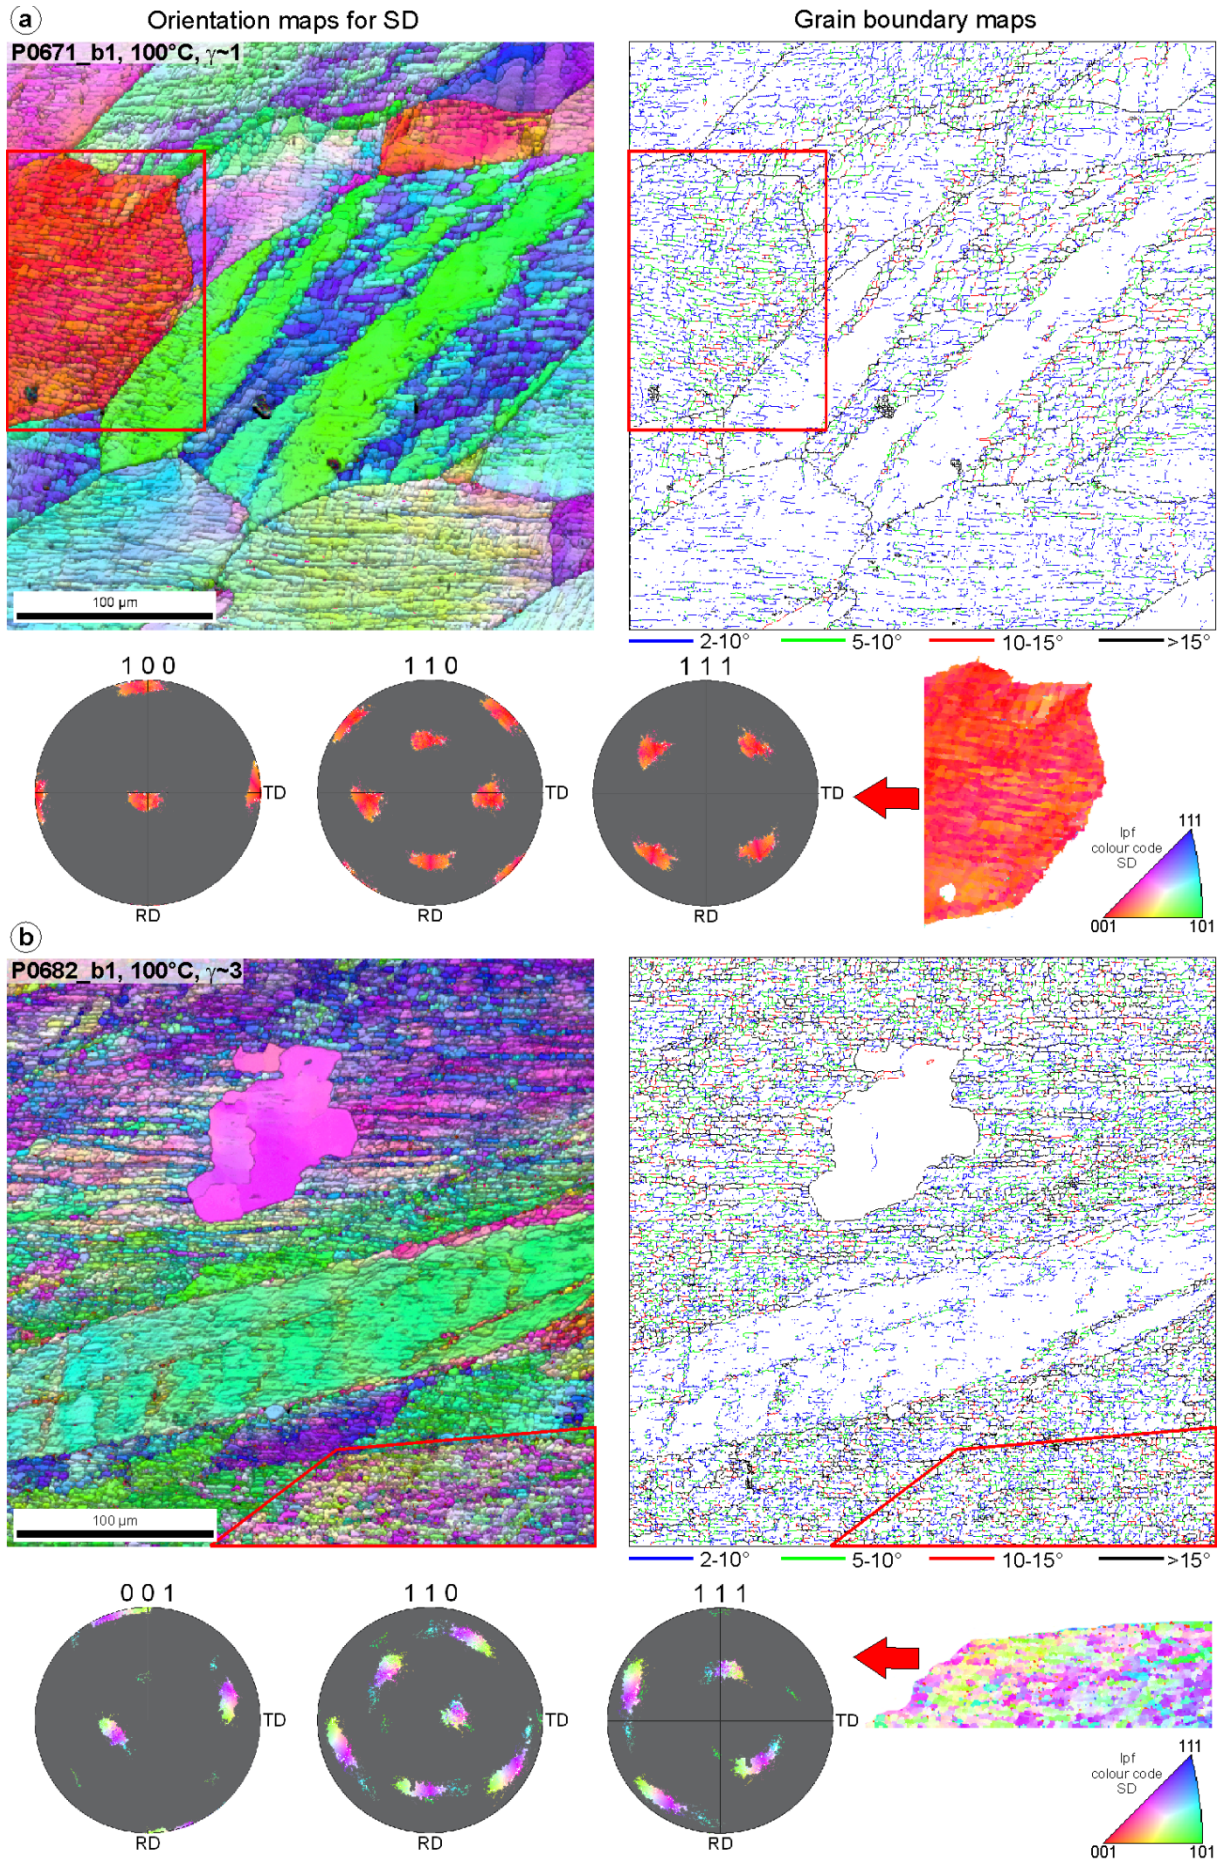 a
Orientation maps for SD
Grain boundary maps
P0671_b1, 100°C, γ~1
100 µm
2-10°
5-10°
10-15°
>15°
1 0 0
1 1 0
1 1 1
TD
TD
TD
RD
RD
Ipf
colour code
SD
111
001
101
b
P0682_b1, 100°C, γ~3
100 µm
2-10°
5-10°
10-15°
>15°
0 0 1
1 1 0
1 1 1
TD
TD
TD
RD
RD
Ipf
colour code
SD
111
001
101